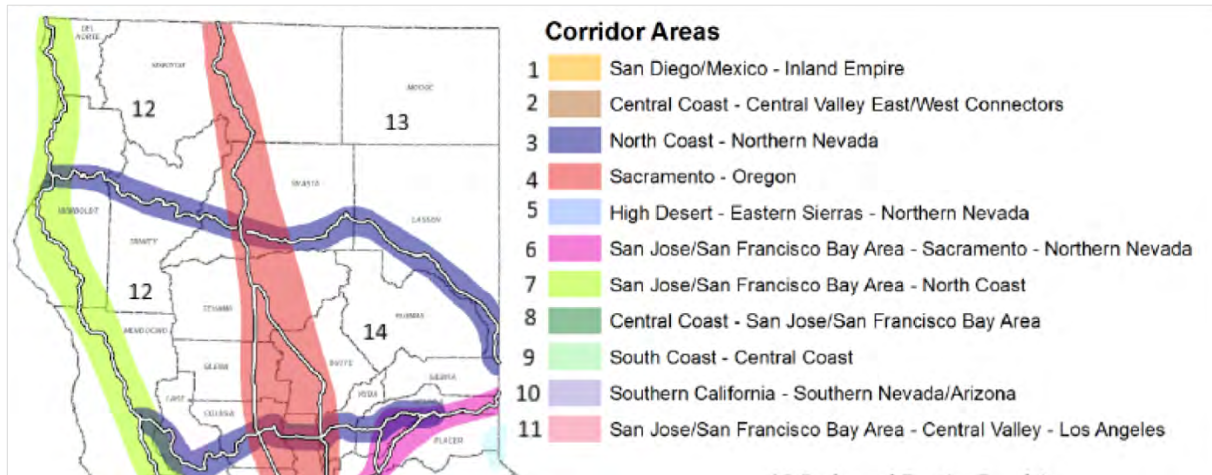 DEL
NORTE
SISKIYOU
MODOC
12
13
SHASTA
LASSEN
HUMBOLDT
TRINITY
12
TEHAMA
PLUMAS
14
MENDOCINO
GLENN
BUTTE
SIERRA
LAKE
COLUSA
YUBA
PLACER
Corridor Areas
1 San Diego/Mexico - Inland Empire
2 Central Coast - Central Valley East/West Connectors
3 North Coast - Northern Nevada
4 Sacramento - Oregon
5 High Desert - Eastern Sierras - Northern Nevada
6 San Jose/San Francisco Bay Area - Sacramento - Northern Nevada
7 San Jose/San Francisco Bay Area - North Coast
8 Central Coast - San Jose/San Francisco Bay Area
9 South Coast - Central Coast
10 Southern California - Southern Nevada/Arizona
11 San Jose/San Francisco Bay Area - Central Valley - Los Angeles